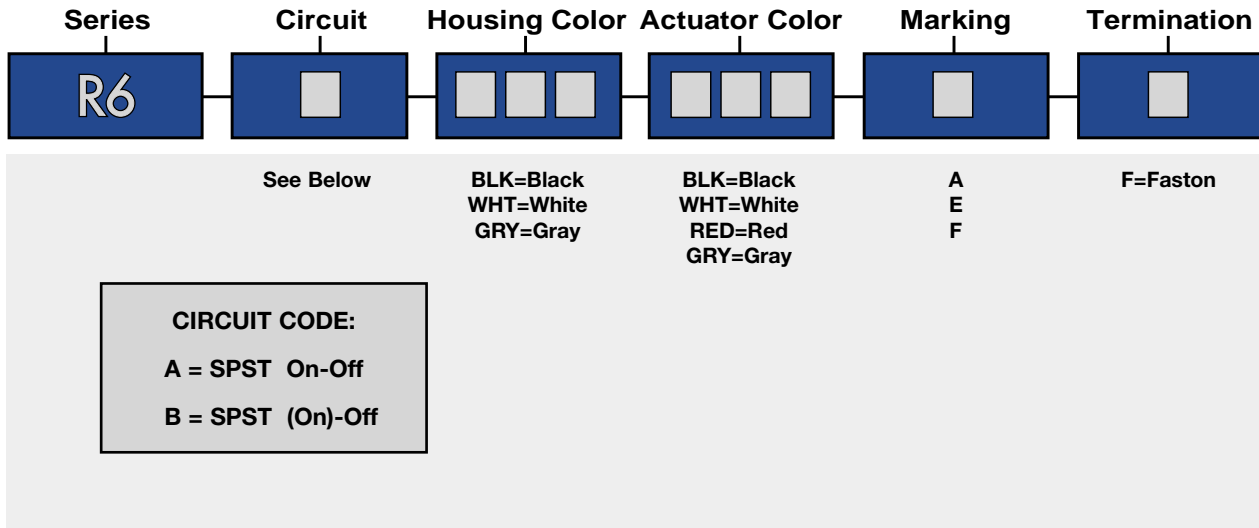 Series Circuit Housing Color Actuator Color Marking Termination
R6
See Below BLK=Black BLK=Black A F=Faston
WHT=White WHT=White E
GRY=Gray RED=Red F
GRY=Gray
CIRCUIT CODE:
A = SPST On-Off
B = SPST (On)-Off